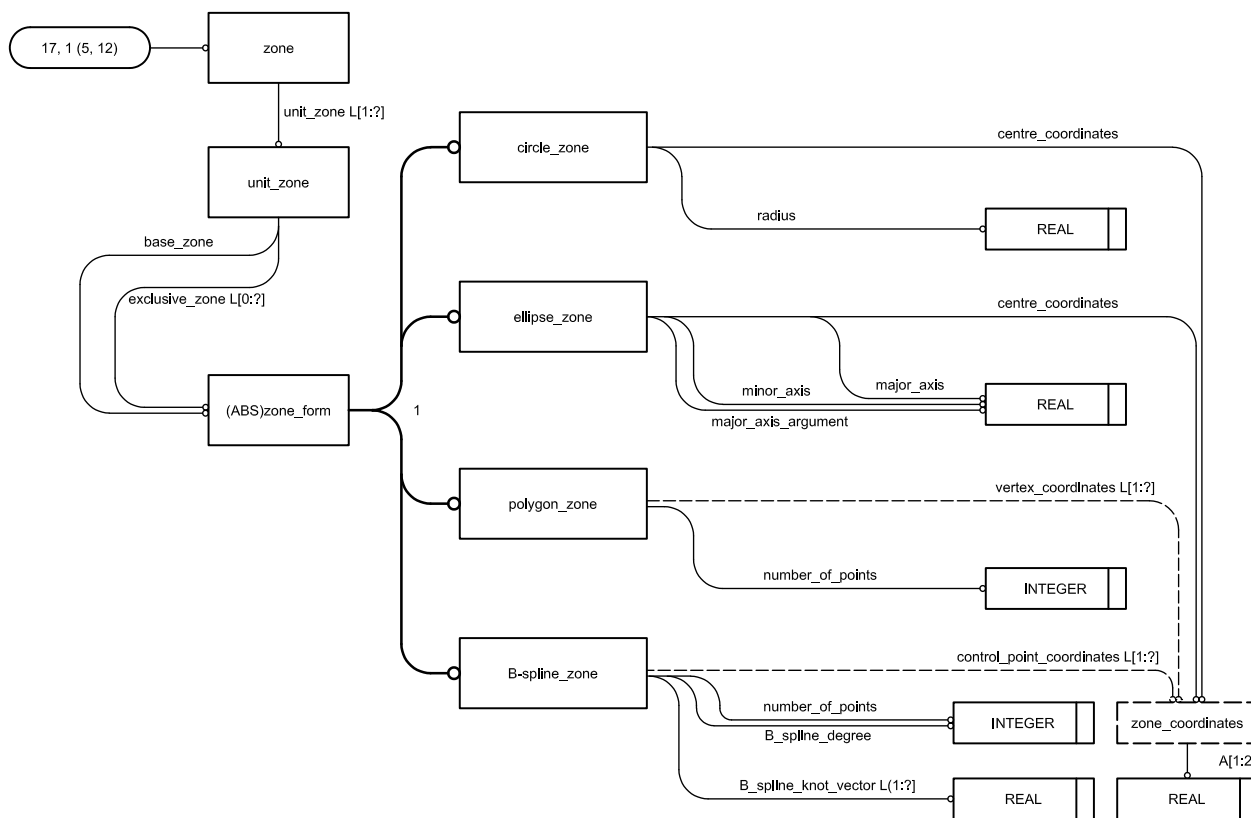 17, 1 (5, 12)
zone
unit_zone L[1:?]
unit_zone
base_zone
exclusive_zone L[0:?]
(ABS)zone_form
1
circle_zone
centre_coordinates
radius
REAL
ellipse_zone
centre_coordinates
minor_axis
major_axis
major_axis_argument
REAL
polygon_zone
vertex_coordinates L[1:?]
number_of_points
INTEGER
B-spline_zone
control_point_coordinates L[1:?]
number_of_points
B_spline_degree
INTEGER
zone_coordinates
A[1:2
B_spline_knot_vector L(1:?]
REAL
REAL